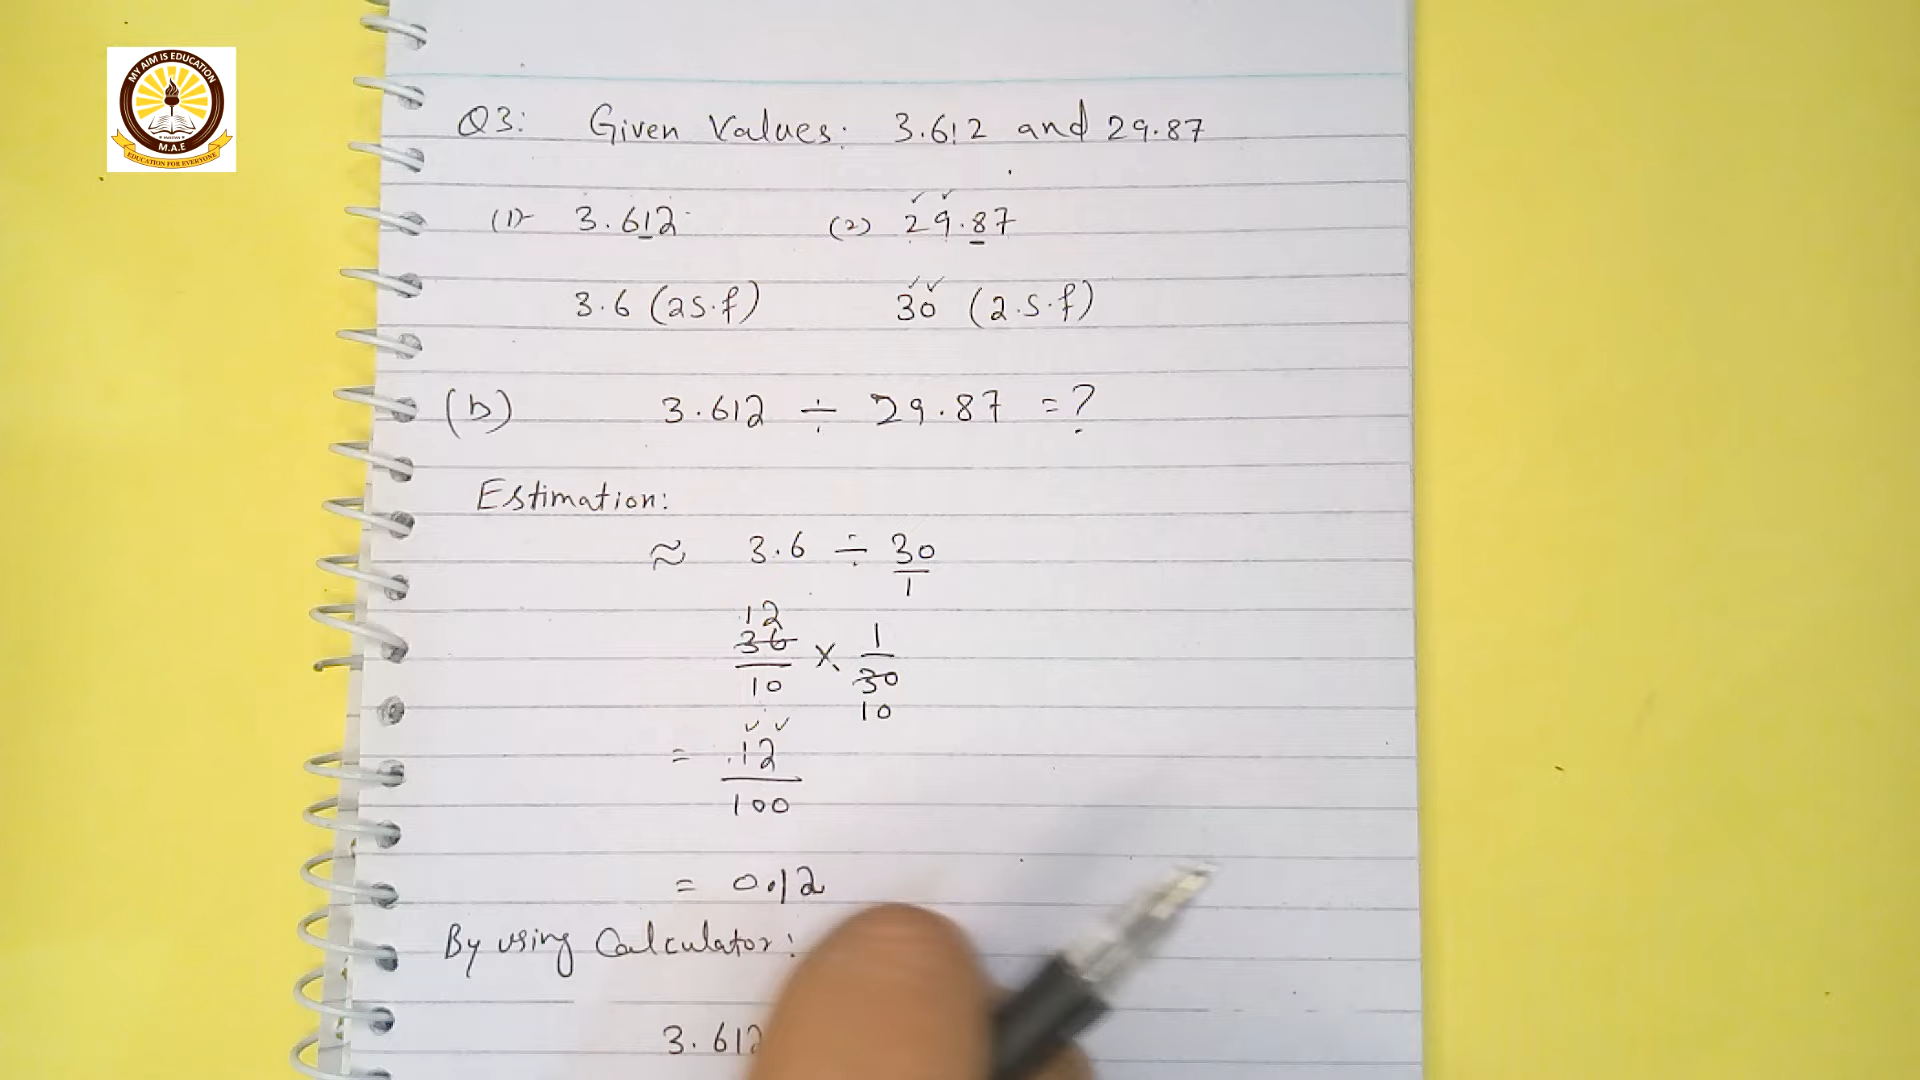 MY AIM IS EDUCATION
M.A.E
EDUCATION FOR EVERYONE
Q3: Given Values: 3.612 and 29.87
(1) 3.612 (2) 29.87
3.6 (2s.f) 30 (2.s.f)
(b) 3.612 ÷ 29.87 = ?
Estimation:
≈ 3.6 ÷ 30/1
12
36/10 × 1/30
10
= .12/100
= 0.12
By using Calculator:
3.612